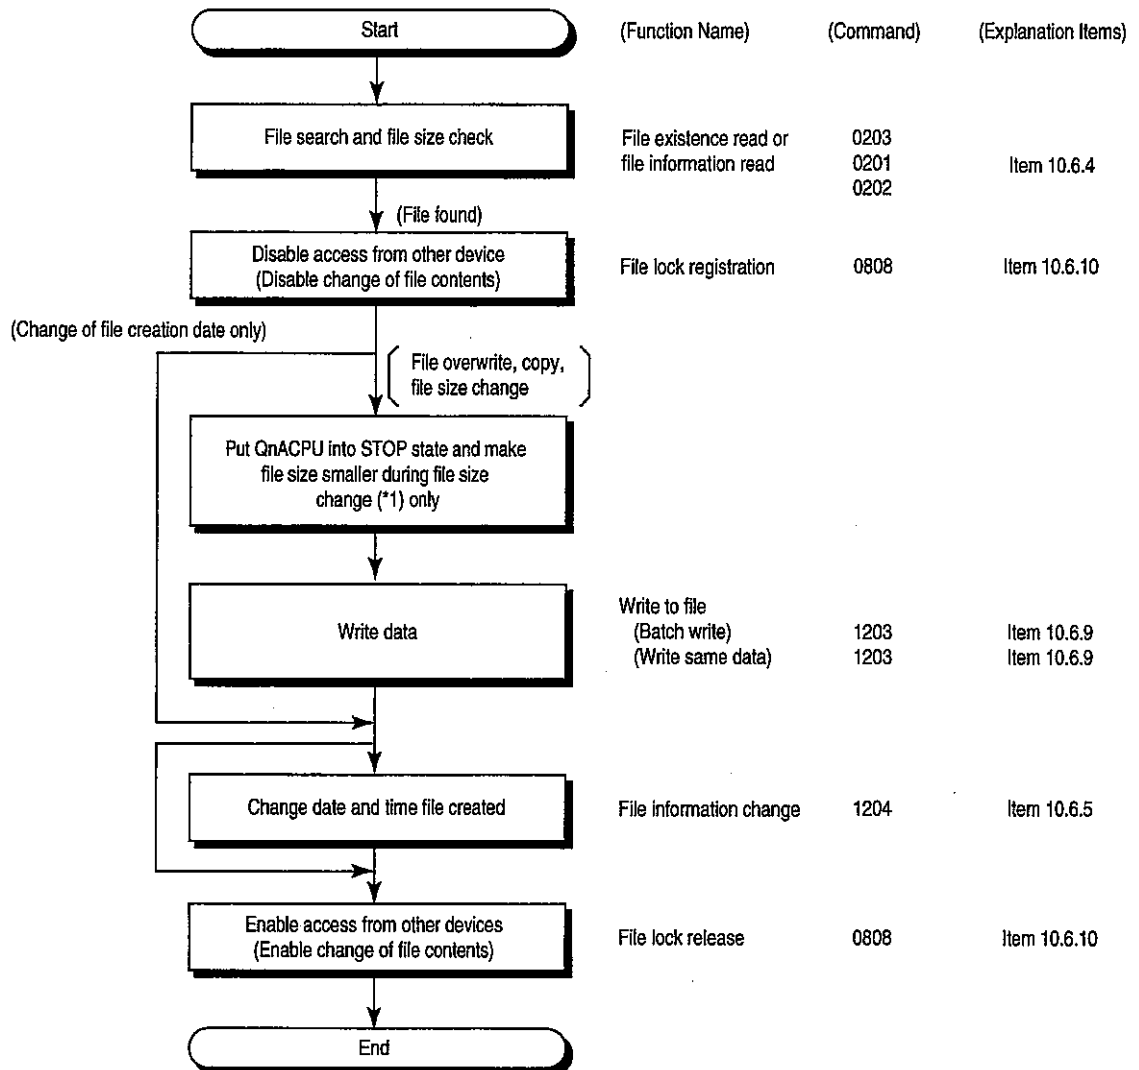 Start (Function Name) (Command) (Explanation Items)
File search and file size check File existence read or 0203
file information read 0201 Item 10.6.4
0202
(File found)
Disable access from other device
(Disable change of file contents) File lock registration 0808 Item 10.6.10
(Change of file creation date only)
File overwrite, copy,
file size change
Put QnACPU into STOP state and make
file size smaller during file size
change (*1) only
Write data Write to file
(Batch write) 1203 Item 10.6.9
(Write same data) 1203 Item 10.6.9
Change date and time file created File information change 1204 Item 10.6.5
Enable access from other devices
(Enable change of file contents) File lock release 0808 Item 10.6.10
End